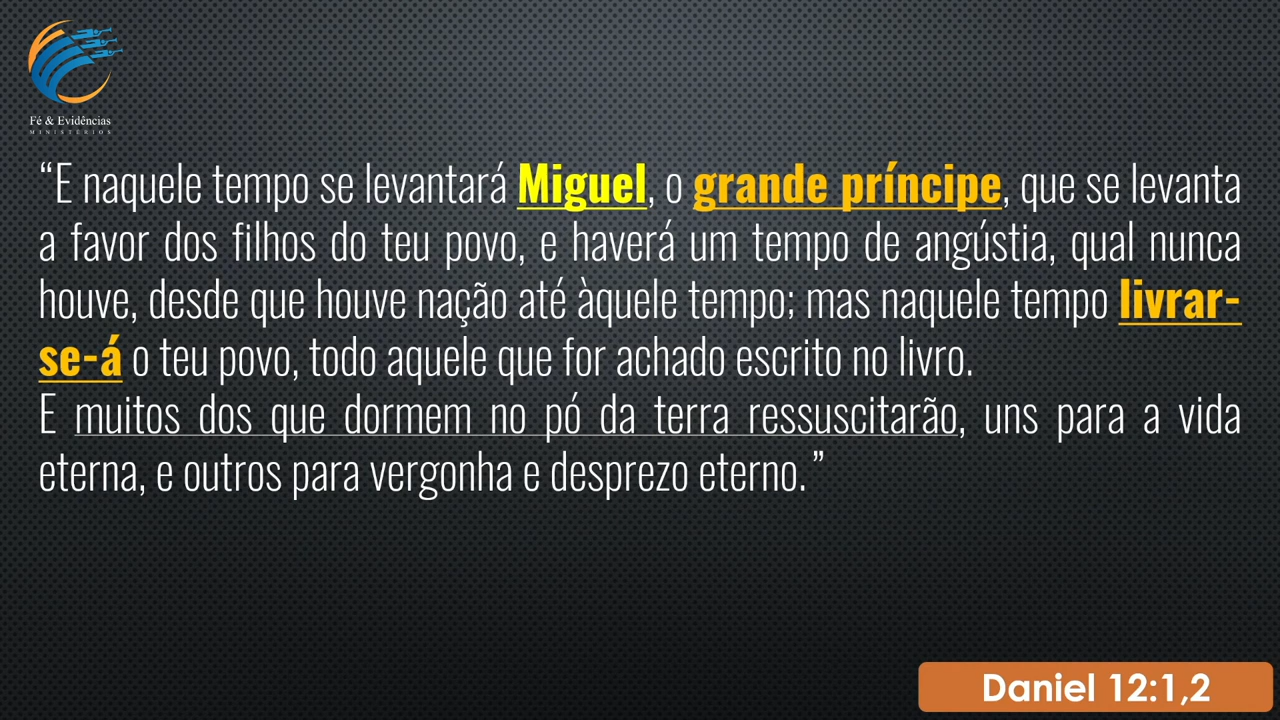 Fé & Evidências
MINISTÉRIOS
“E naquele tempo se levantará Miguel, o grande príncipe, que se levanta
a favor dos filhos do teu povo, e haverá um tempo de angústia, qual nunca
houve, desde que houve nação até àquele tempo; mas naquele tempo livrar-
se-á o teu povo, todo aquele que for achado escrito no livro.
E muitos dos que dormem no pó da terra ressuscitarão, uns para a vida
eterna, e outros para vergonha e desprezo eterno.”
Daniel 12:1,2